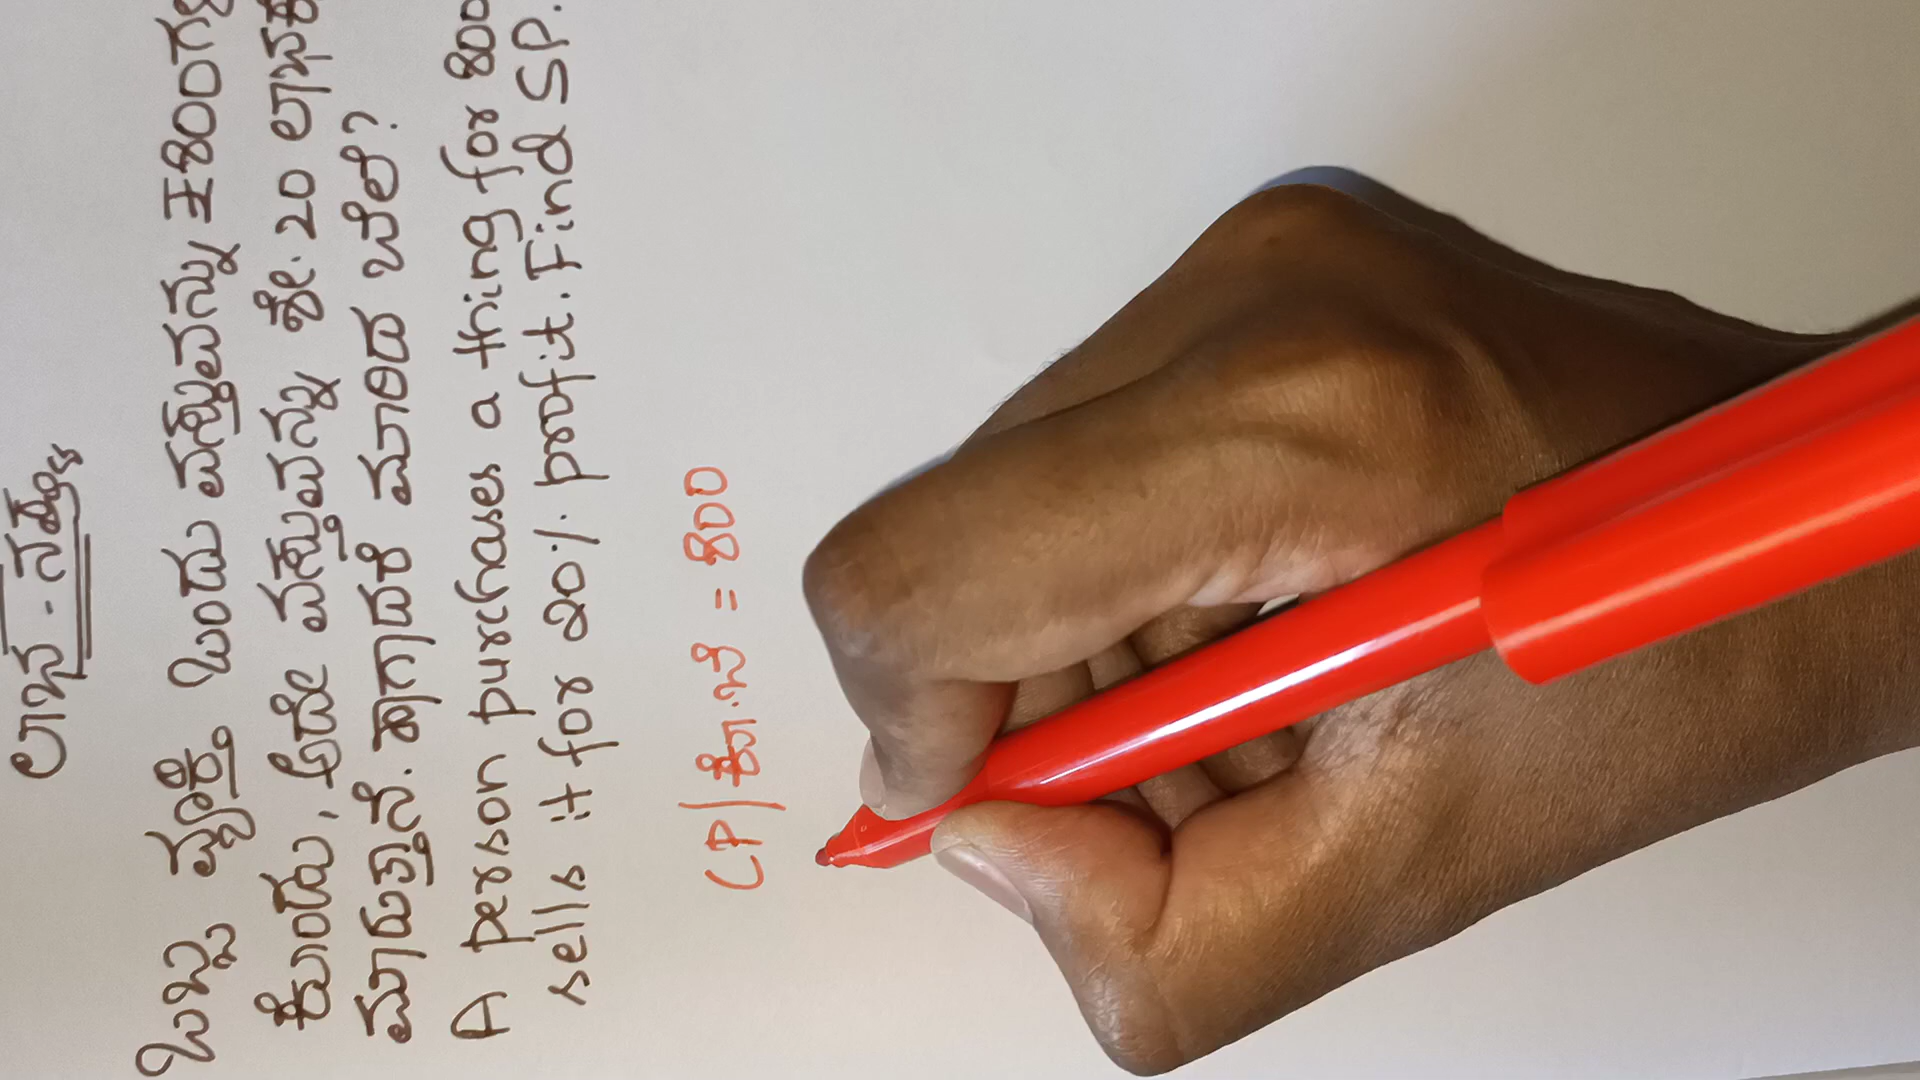 ಲಾಭ - ನಷ್ಟ
ಒಬ್ಬ ವ್ಯಕ್ತಿ ಒಂದು ವಸ್ತುವನ್ನು ₹800ಗಳಿ
ಕೊಂಡು, ಅದೇ ವಸ್ತುವನ್ನು ಶೇ. 20 ಲಾಭಕ
ಮಾರುತ್ತಾನೆ. ಹಾಗಾದರೆ ಮಾರಿದ ಬೆಲೆ?
A person purchases a thing for 800
sells it for 20% profit. Find SP.
CP | ಕೊ.ಬೆ = 800